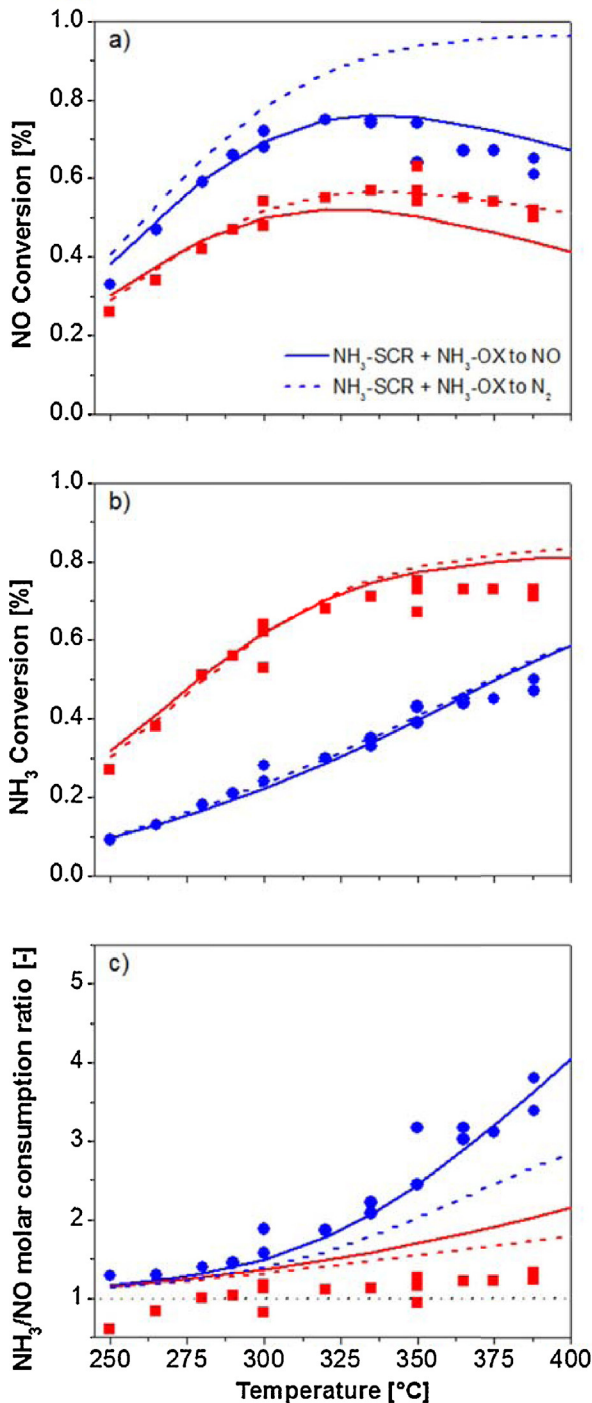 a)
NO Conversion [%]
1.0
0.8
0.6
0.4
0.2
0.0
NH₃-SCR + NH₃-OX to NO
NH₃-SCR + NH₃-OX to N₂
b)
NH₃ Conversion [%]
1.0
0.8
0.6
0.4
0.2
0.0
c)
NH₃/NO molar consumption ratio [-]
5
4
3
2
1
250 275 300 325 350 375 400
Temperature [°C]